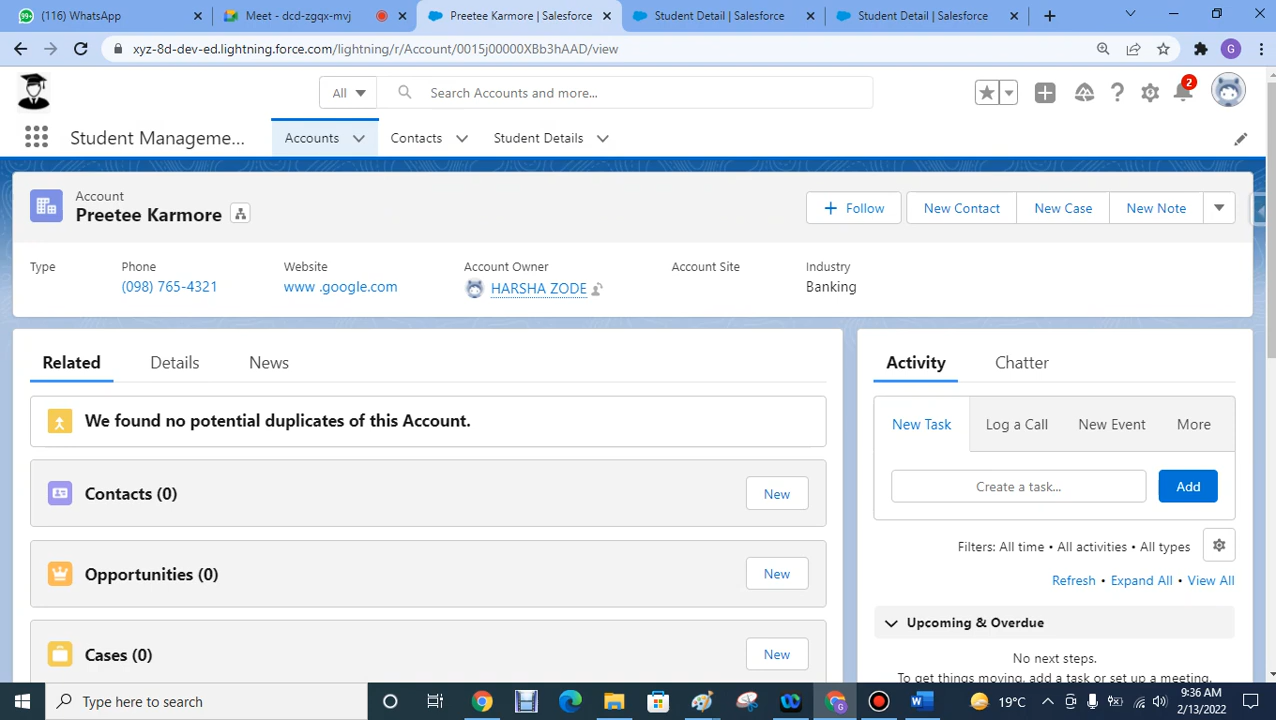 (116) WhatsApp
Meet - dcd-zgqx-mvj
Preetee Karmore | Salesforce
Student Detail | Salesforce
Student Detail | Salesforce
xyz-8d-dev-ed.lightning.force.com/lightning/r/Account/0015j00000XBb3hAAD/view
G
All
Search Accounts and more...
2
Student Manageme...
Accounts
Contacts
Student Details
Account
Preetee Karmore
Follow
New Contact
New Case
New Note
Type
Phone
Website
Account Owner
Account Site
Industry
(098) 765-4321
www .google.com
HARSHA ZODE
Banking
Related
Details
News
Activity
Chatter
We found no potential duplicates of this Account.
New Task
Log a Call
New Event
More
Contacts (0)
New
Create a task...
Add
Filters: All time • All activities • All types
Opportunities (0)
New
Refresh • Expand All • View All
Upcoming & Overdue
Cases (0)
New
No next steps.
To get things moving, add a task or set up a meeting.
Type here to search
19°C
9:36 AM
2/13/2022